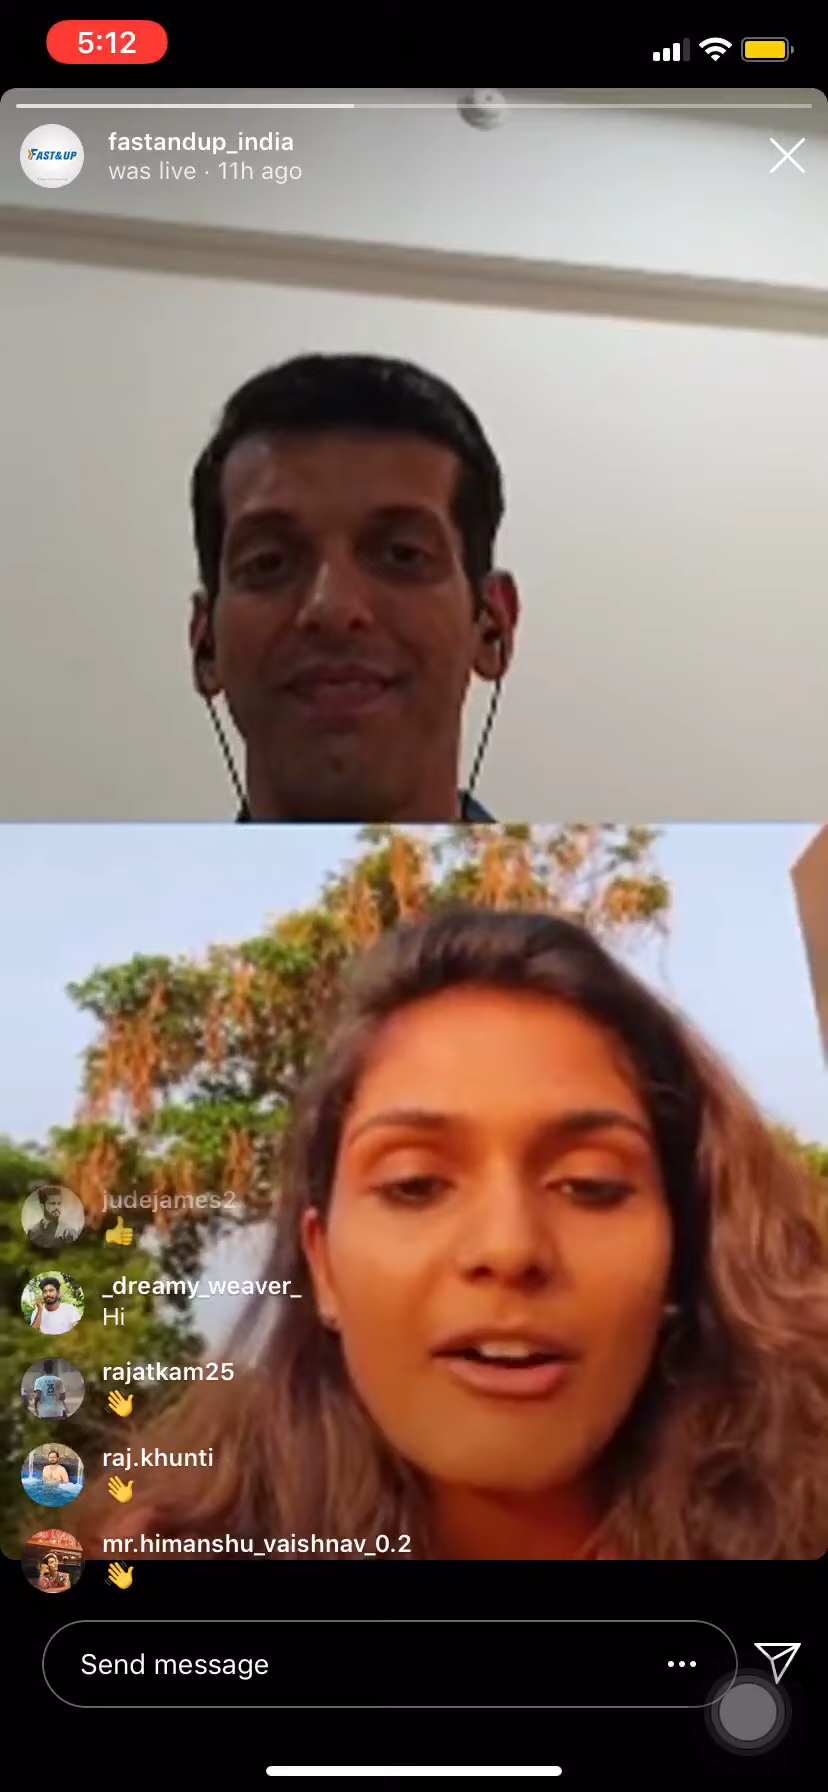 5:12
FAST&UP
fastandup_india
was live · 11h ago
judejames2
👍
_dreamy_weaver_
Hi
rajatkam25
👋
raj.khunti
👋
mr.himanshu_vaishnav_0.2
👋
Send message